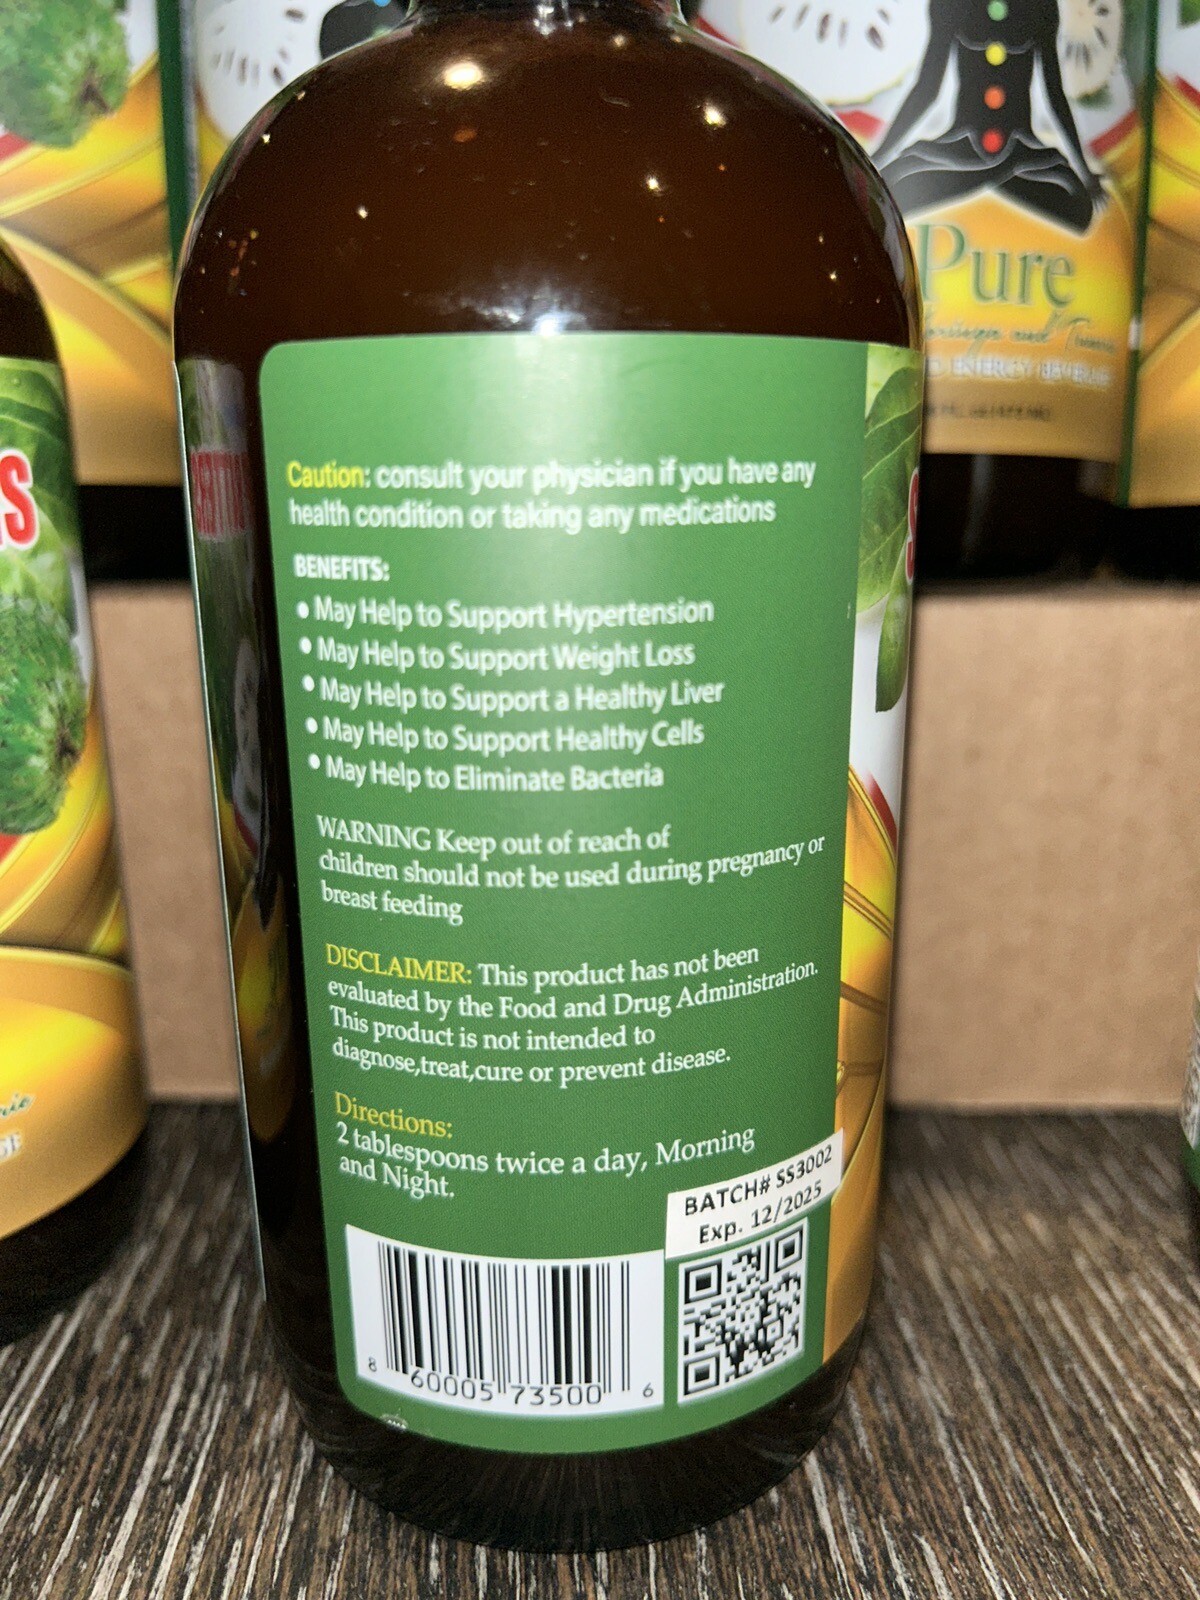 Pure
ENERGY BEVERAGE
Caution: consult your physician if you have any
health condition or taking any medications
BENEFITS:
• May Help to Support Hypertension
• May Help to Support Weight Loss
• May Help to Support a Healthy Liver
• May Help to Support Healthy Cells
• May Help to Eliminate Bacteria
WARNING Keep out of reach of
children should not be used during pregnancy or
breast feeding
DISCLAIMER: This product has not been
evaluated by the Food and Drug Administration.
This product is not intended to
diagnose,treat,cure or prevent disease.
Directions:
2 tablespoons twice a day, Morning
and Night.
BATCH# SS3002
Exp. 12/2025
8 60005 73500 6